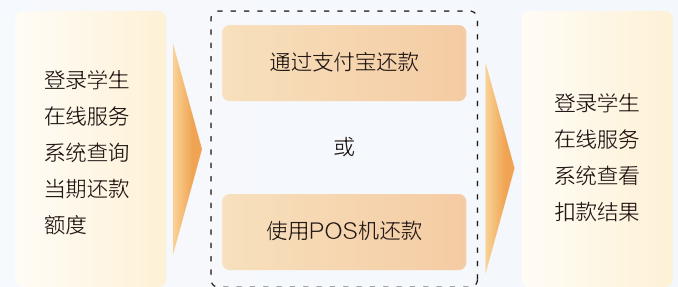 登录学生
在线服务
系统查询
当期还款
额度
通过支付宝还款
或
使用POS机还款
登录学生
在线服务
系统查看
扣款结果